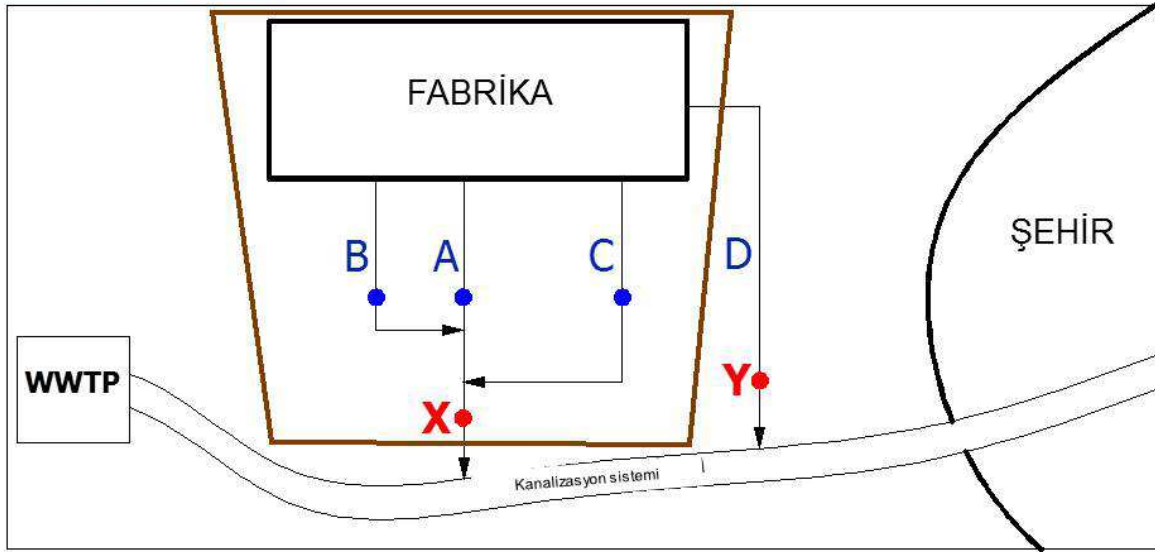 FABRİKA
ŞEHİR
B A C D
WWTP
X
Y
Kanalizasyon sistemi